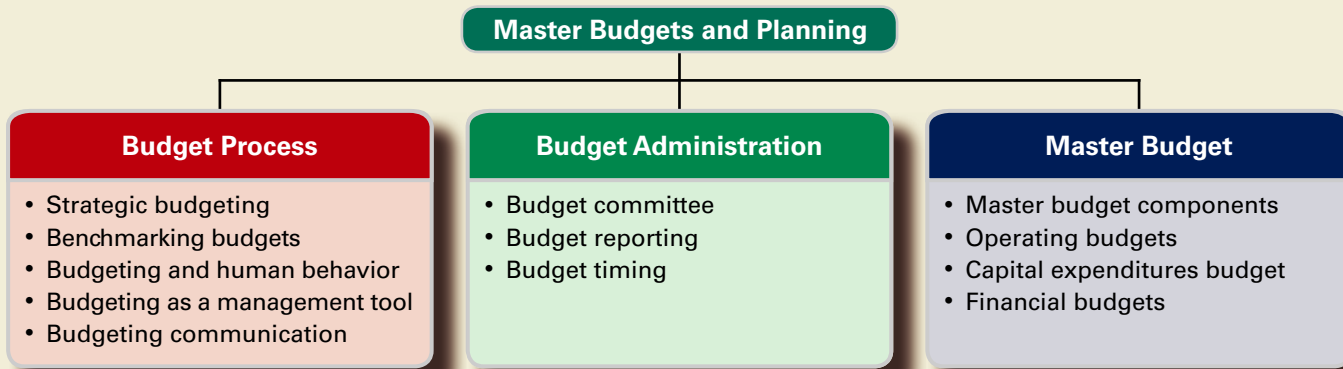 Master Budgets and Planning
Budget Process
• Strategic budgeting
• Benchmarking budgets
• Budgeting and human behavior
• Budgeting as a management tool
• Budgeting communication
Budget Administration
• Budget committee
• Budget reporting
• Budget timing
Master Budget
• Master budget components
• Operating budgets
• Capital expenditures budget
• Financial budgets